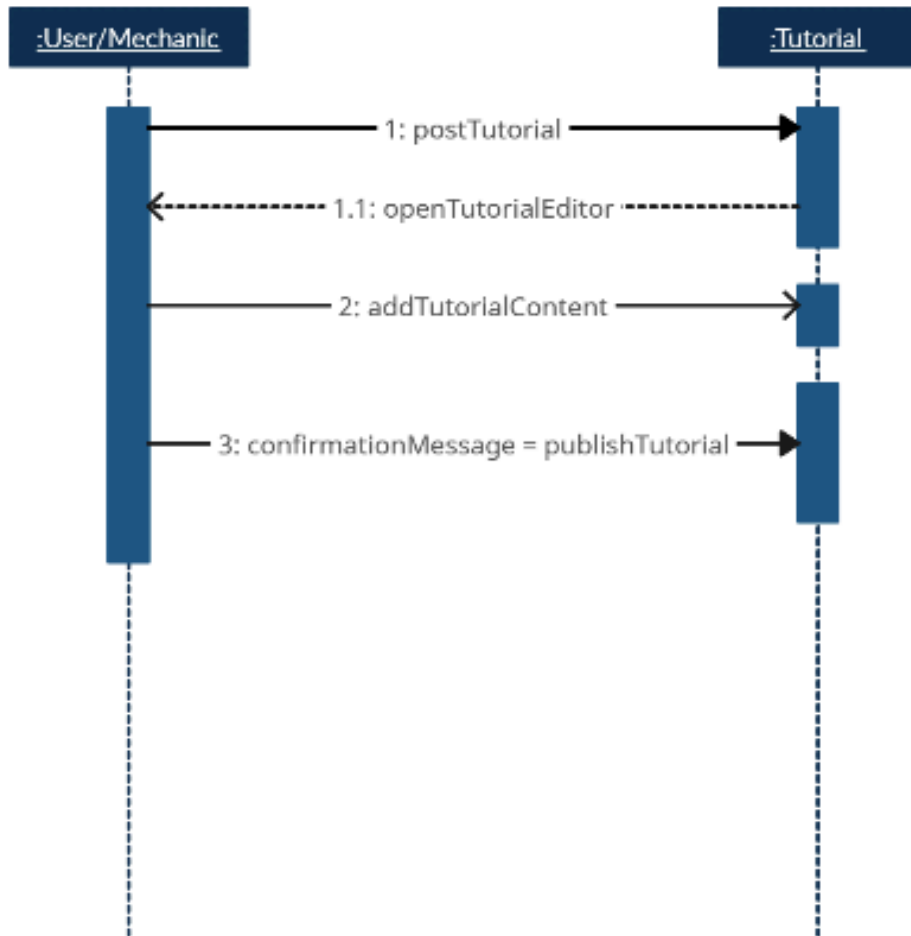 :User/Mechanic
:Tutorial
1: postTutorial
1.1: openTutorialEditor
2: addTutorialContent
3: confirmationMessage = publishTutorial